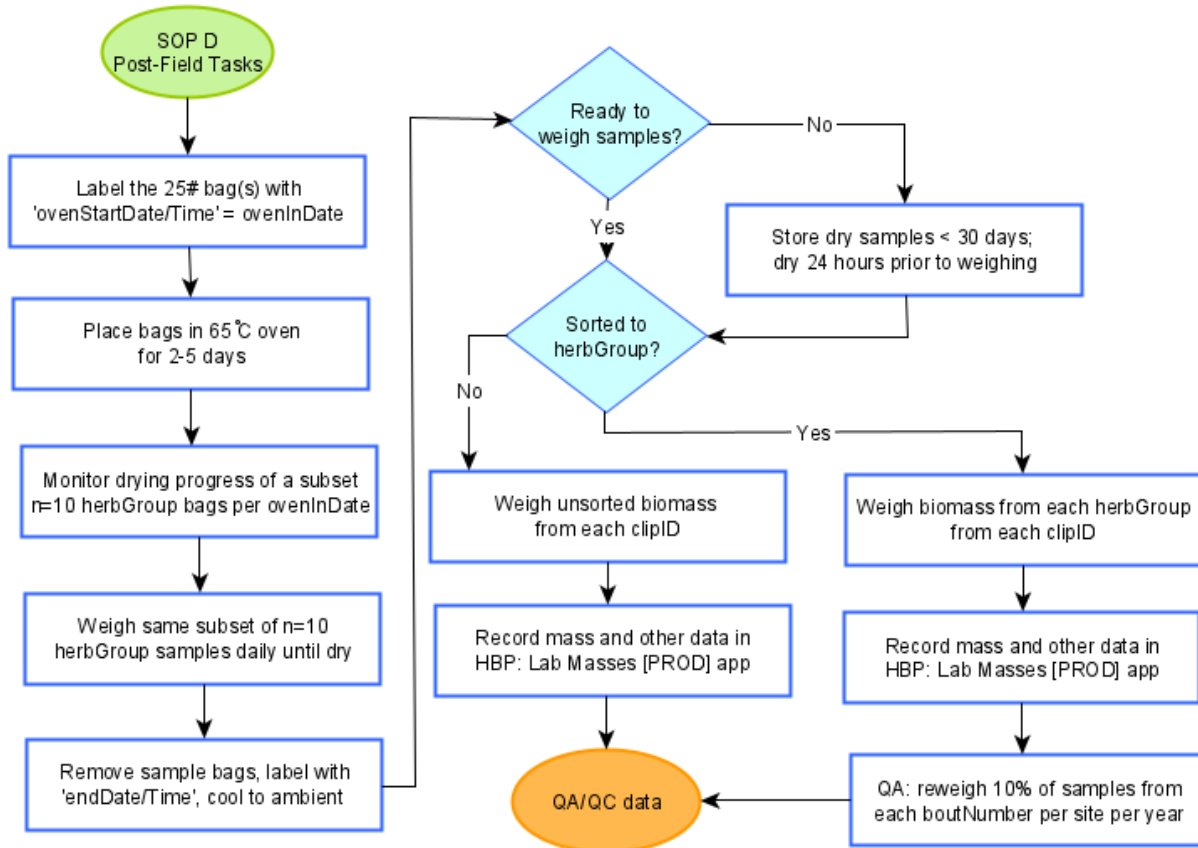 SOP D
Post-Field Tasks
Label the 25# bag(s) with
'ovenStartDate/Time' = ovenInDate
Place bags in 65°C oven
for 2-5 days
Monitor drying progress of a subset
n=10 herbGroup bags per ovenInDate
Weigh same subset of n=10
herbGroup samples daily until dry
Remove sample bags, label with
'endDate/Time', cool to ambient
Ready to
weigh samples?
No
Yes
Store dry samples < 30 days;
dry 24 hours prior to weighing
Sorted to
herbGroup?
No
Yes
Weigh unsorted biomass
from each clipID
Record mass and other data in
HBP: Lab Masses [PROD] app
Weigh biomass from each herbGroup
from each clipID
Record mass and other data in
HBP: Lab Masses [PROD] app
QA: reweigh 10% of samples from
each boutNumber per site per year
QA/QC data